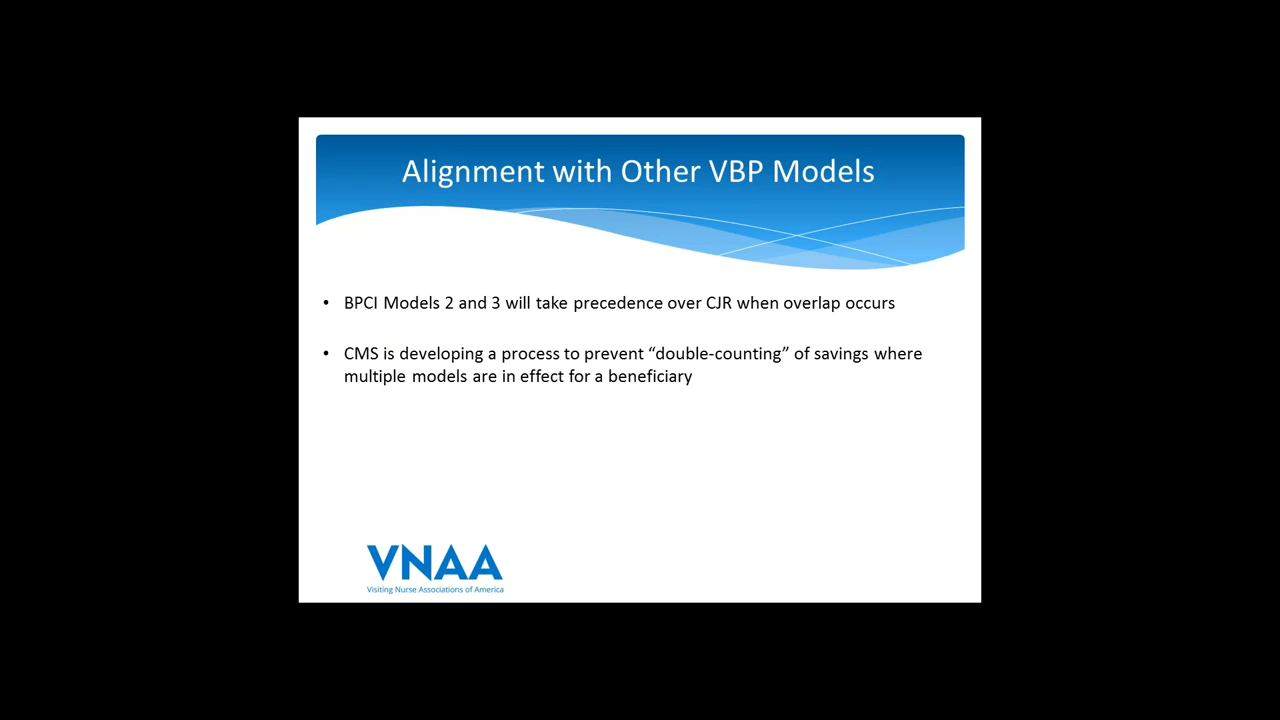 Alignment with Other VBP Models
• BPCI Models 2 and 3 will take precedence over CJR when overlap occurs
• CMS is developing a process to prevent “double-counting” of savings where
multiple models are in effect for a beneficiary
VNAA
Visiting Nurse Associations of America